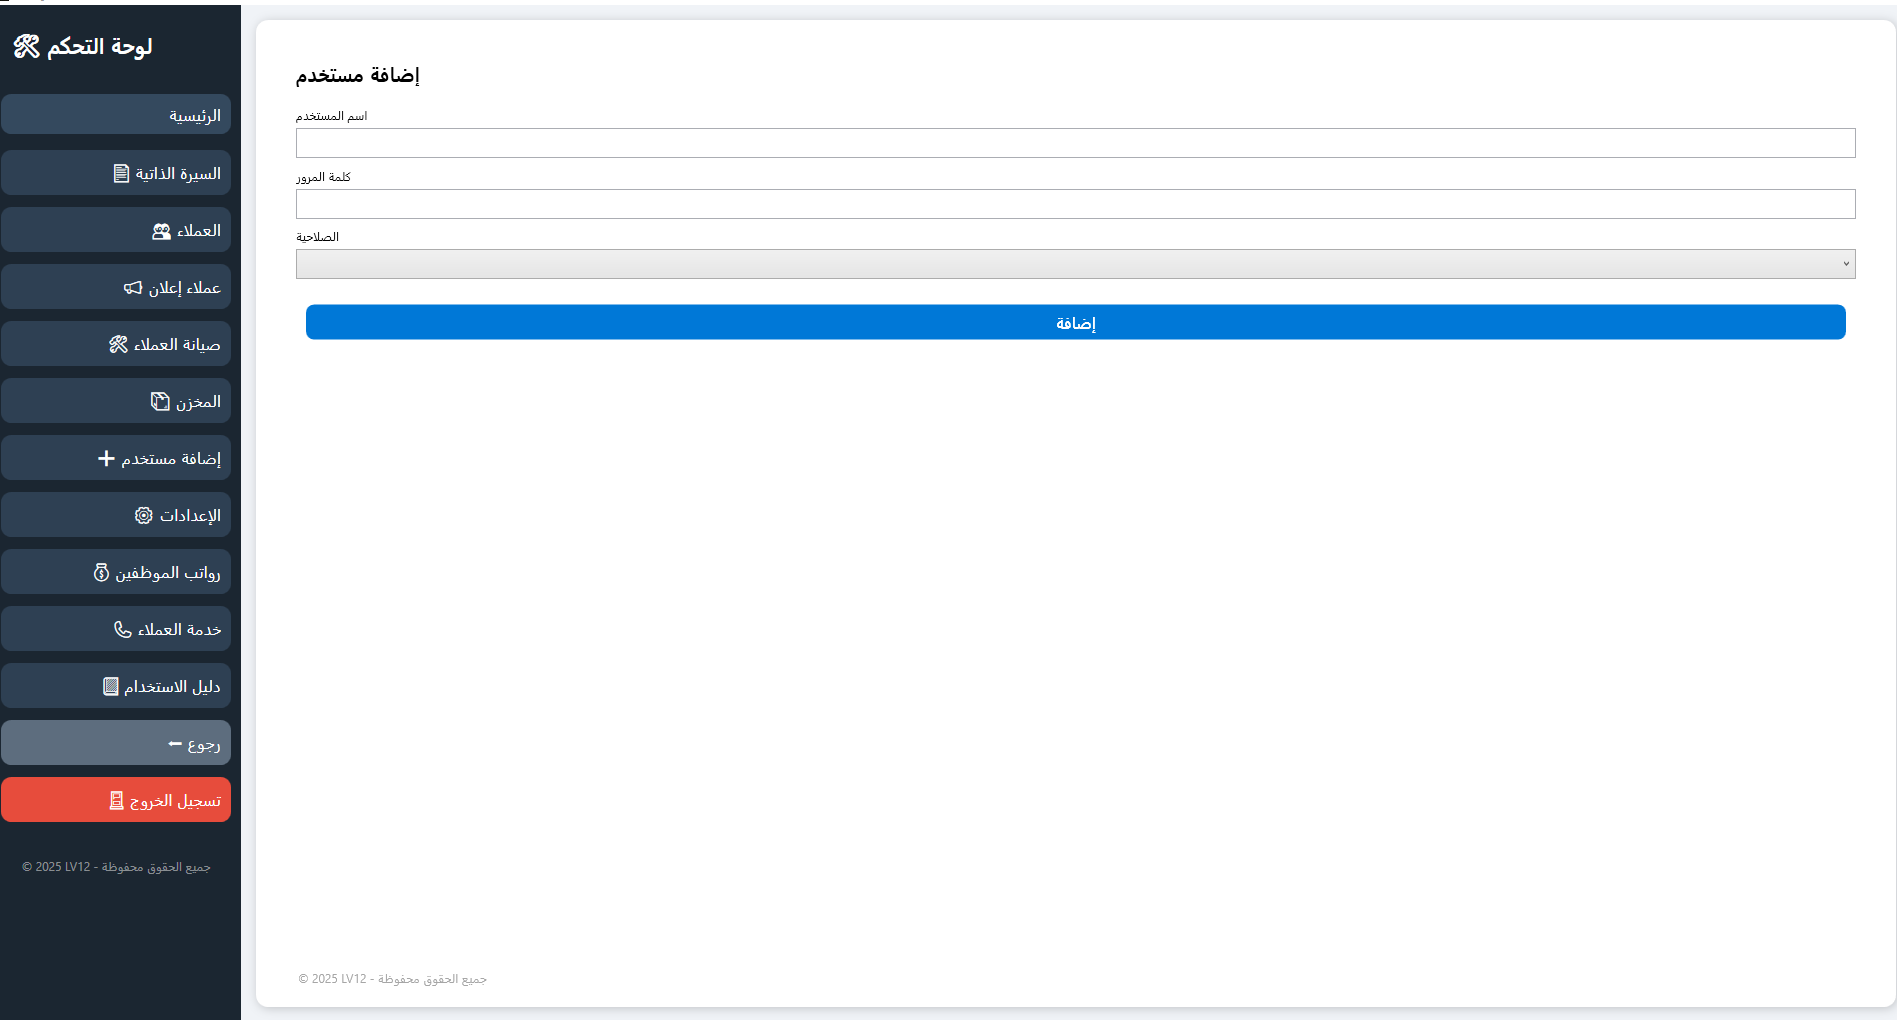 لوحة التحكم
الرئيسية
السيرة الذاتية
العملاء
عملاء إعلان
صيانة العملاء
المخزن
إضافة مستخدم
الإعدادات
رواتب الموظفين
خدمة العملاء
دليل الاستخدام
رجوع
تسجيل الخروج
جميع الحقوق محفوظة - LV12 2025 ©
إضافة مستخدم
اسم المستخدم
كلمة المرور
الصلاحية
إضافة
جميع الحقوق محفوظة - LV12 2025 ©